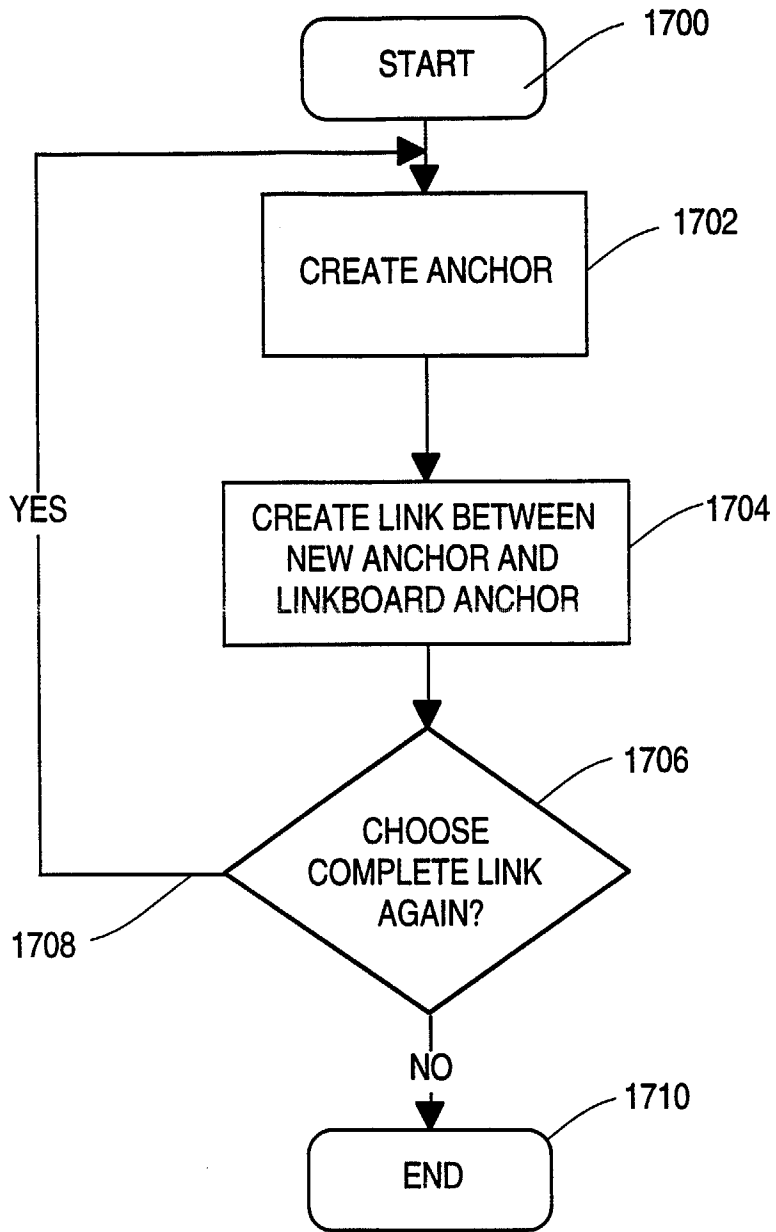 1700
START
1702
CREATE ANCHOR
YES
1704
CREATE LINK BETWEEN
NEW ANCHOR AND
LINKBOARD ANCHOR
1706
CHOOSE
COMPLETE LINK
AGAIN?
1708
NO
1710
END